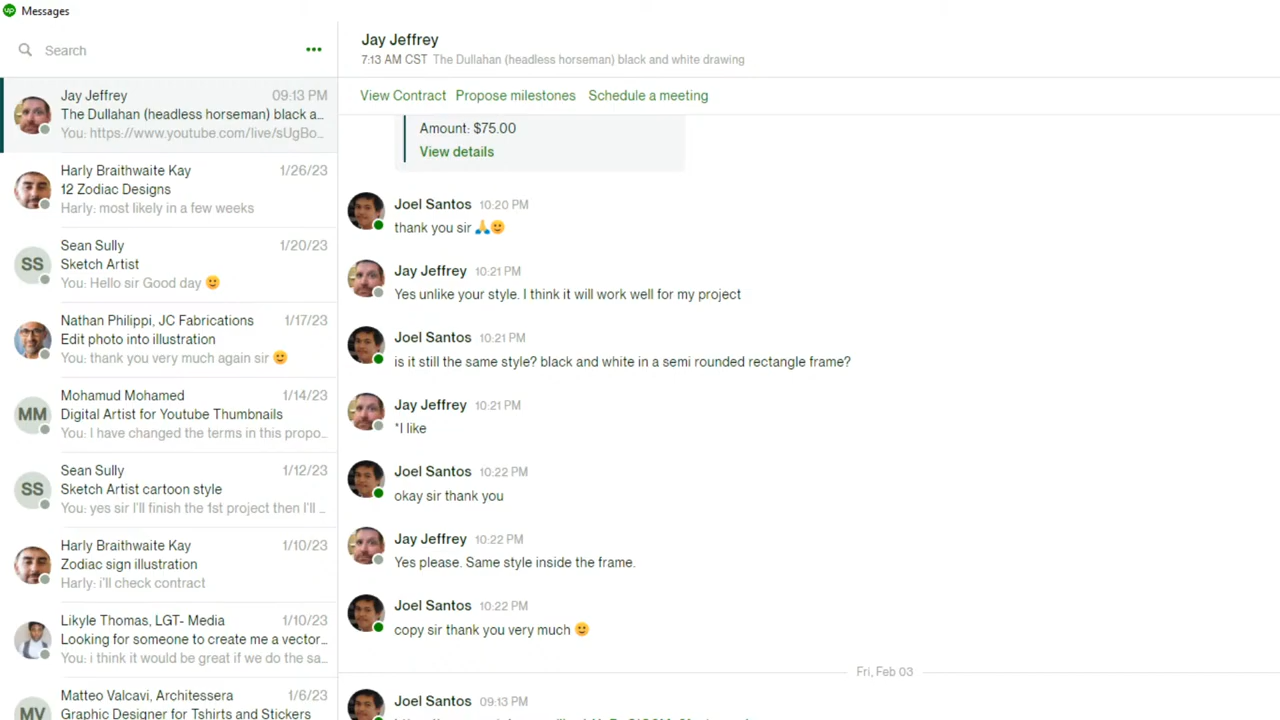 Messages
Search
Jay Jeffrey
09:13 PM
The Dullahan (headless horseman) black a...
You: https://www.youtube.com/live/sUgBo...
Harly Braithwaite Kay
1/26/23
12 Zodiac Designs
Harly: most likely in a few weeks
SS
Sean Sully
1/20/23
Sketch Artist
You: Hello sir Good day 🙂
Nathan Philippi, JC Fabrications
1/17/23
Edit photo into illustration
You: thank you very much again sir 🙂
MM
Mohamud Mohamed
1/14/23
Digital Artist for Youtube Thumbnails
You: I have changed the terms in this propo...
SS
Sean Sully
1/12/23
Sketch Artist cartoon style
You: yes sir I'll finish the 1st project then I'll ...
Harly Braithwaite Kay
1/10/23
Zodiac sign illustration
Harly: i'll check contract
Likyle Thomas, LGT- Media
1/10/23
Looking for someone to create me a vector...
You: i think it would be great if we do the sa...
MV
Matteo Valcavi, Architessera
1/6/23
Graphic Designer for Tshirts and Stickers
Jay Jeffrey
7:13 AM CST The Dullahan (headless horseman) black and white drawing
View Contract Propose milestones Schedule a meeting
Amount: $75.00
View details
Joel Santos 10:20 PM
thank you sir 🙏🙂
Jay Jeffrey 10:21 PM
Yes unlike your style. I think it will work well for my project
Joel Santos 10:21 PM
is it still the same style? black and white in a semi rounded rectangle frame?
Jay Jeffrey 10:21 PM
*I like
Joel Santos 10:22 PM
okay sir thank you
Jay Jeffrey 10:22 PM
Yes please. Same style inside the frame.
Joel Santos 10:22 PM
copy sir thank you very much 🙂
Fri, Feb 03
Joel Santos 09:13 PM